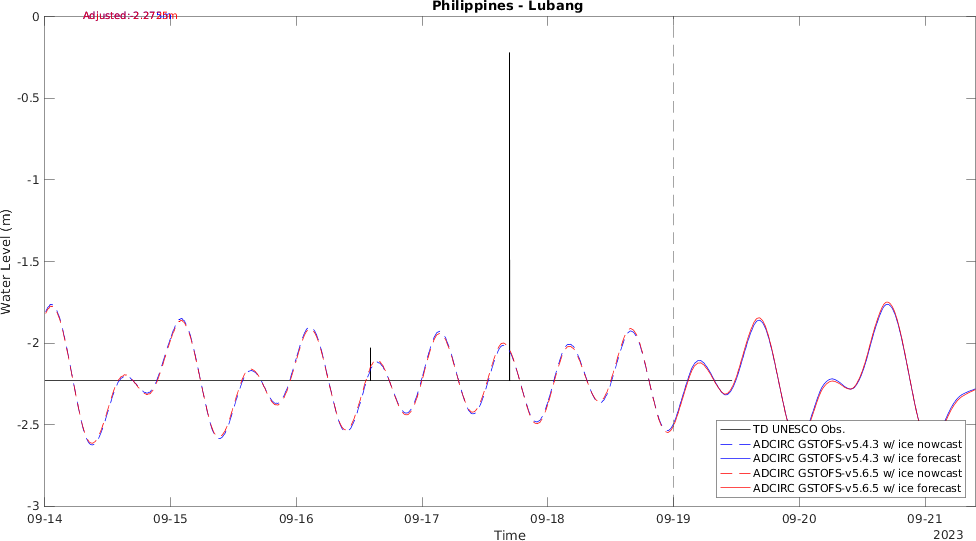 Philippines - Lubang
Adjusted: 2.275m
0
-0.5
-1
-1.5
-2
-2.5
-3
Water Level (m)
TD UNESCO Obs.
ADCIRC GSTOFS-v5.4.3 w/ ice nowcast
ADCIRC GSTOFS-v5.4.3 w/ ice forecast
ADCIRC GSTOFS-v5.6.5 w/ ice nowcast
ADCIRC GSTOFS-v5.6.5 w/ ice forecast
09-14 09-15 09-16 09-17 09-18 09-19 09-20 09-21
Time
2023